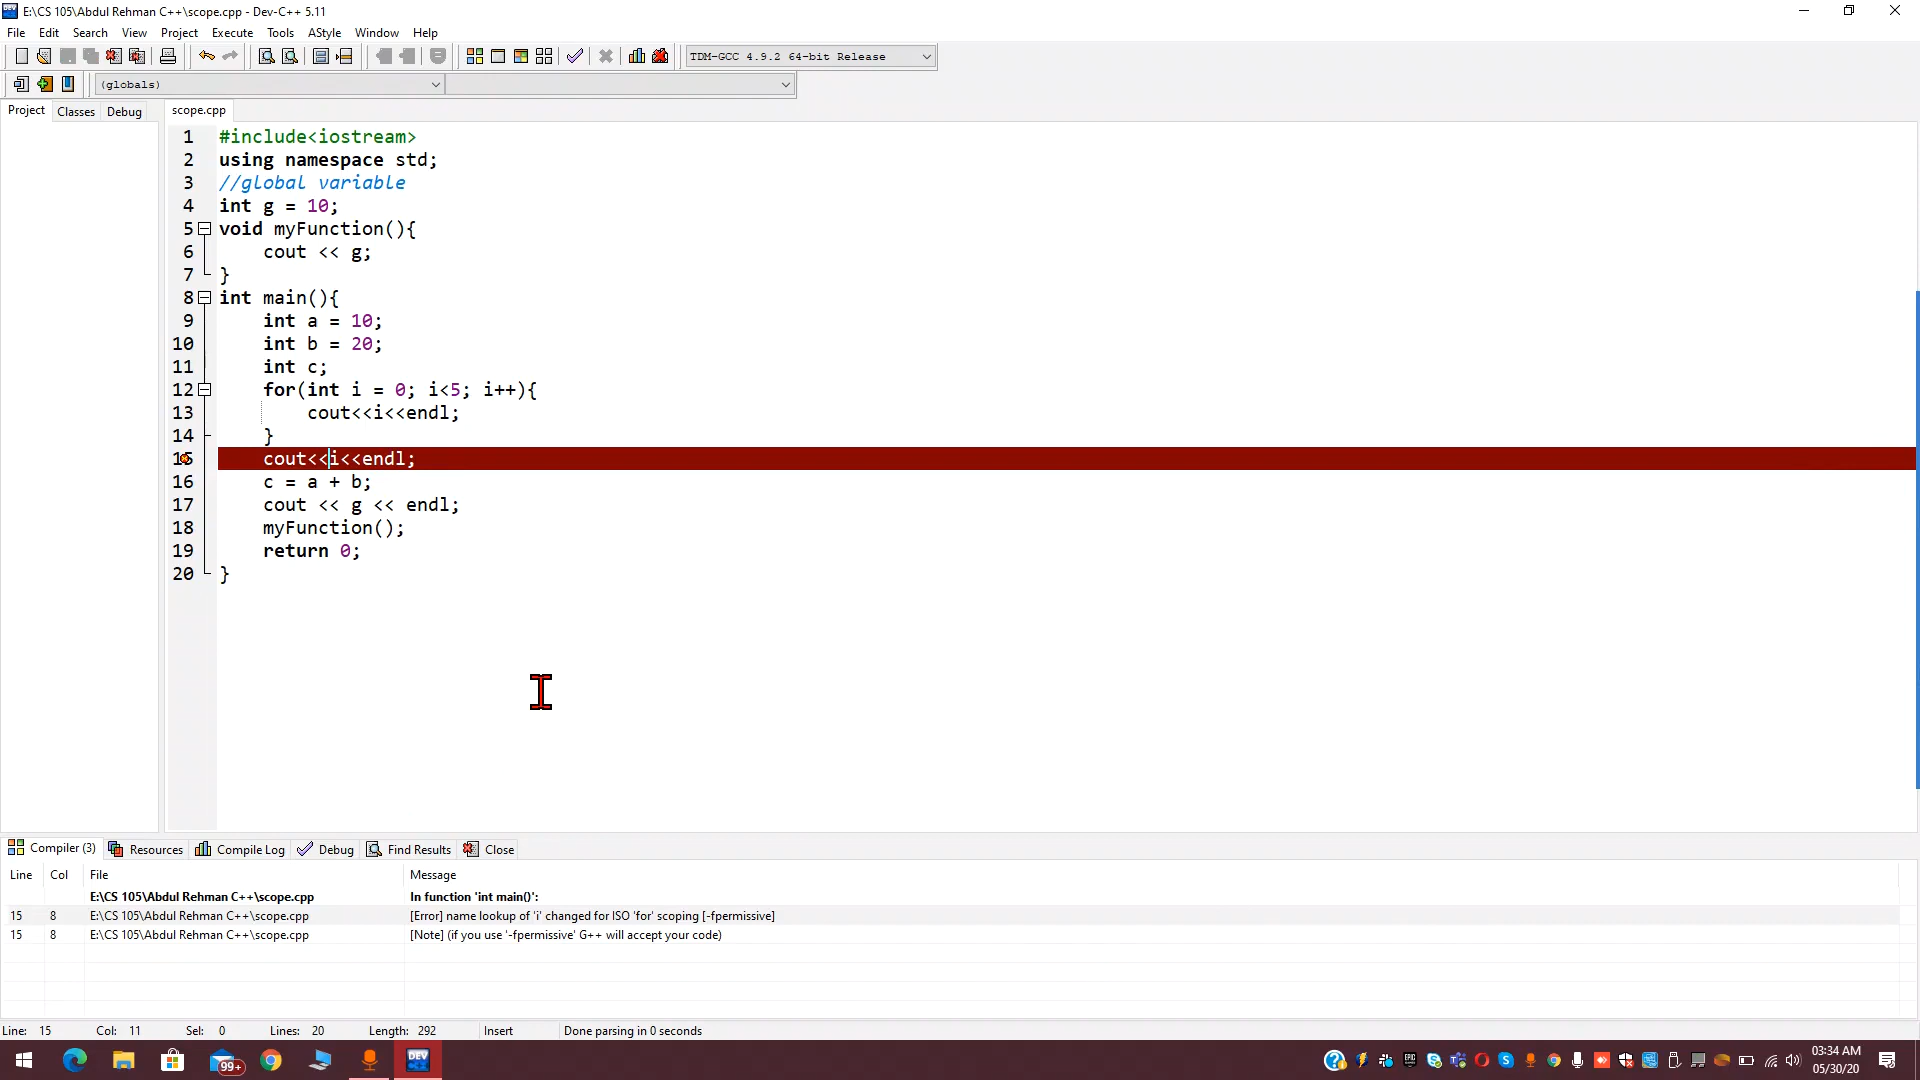 E:\CS 105\Abdul Rehman C++\scope.cpp - Dev-C++ 5.11
File Edit Search View Project Execute Tools AStyle Window Help
TDM-GCC 4.9.2 64-bit Release
(globals)
Project Classes Debug scope.cpp
1 #include<iostream>
2 using namespace std;
3 //global variable
4 int g = 10;
5 void myFunction(){
6 cout << g;
7 }
8 int main(){
9 int a = 10;
10 int b = 20;
11 int c;
12 for(int i = 0; i<5; i++){
13 cout<<i<<endl;
14 }
15 cout<<i<<endl;
16 c = a + b;
17 cout << g << endl;
18 myFunction();
19 return 0;
20 }
Compiler (3) Resources Compile Log Debug Find Results Close
Line Col File Message
E:\CS 105\Abdul Rehman C++\scope.cpp In function 'int main()':
15 8 E:\CS 105\Abdul Rehman C++\scope.cpp [Error] name lookup of 'i' changed for ISO 'for' scoping [-fpermissive]
15 8 E:\CS 105\Abdul Rehman C++\scope.cpp [Note] (if you use '-fpermissive' G++ will accept your code)
Line: 15 Col: 11 Sel: 0 Lines: 20 Length: 292 Insert Done parsing in 0 seconds
99+ DEV 03:34 AM
05/30/20